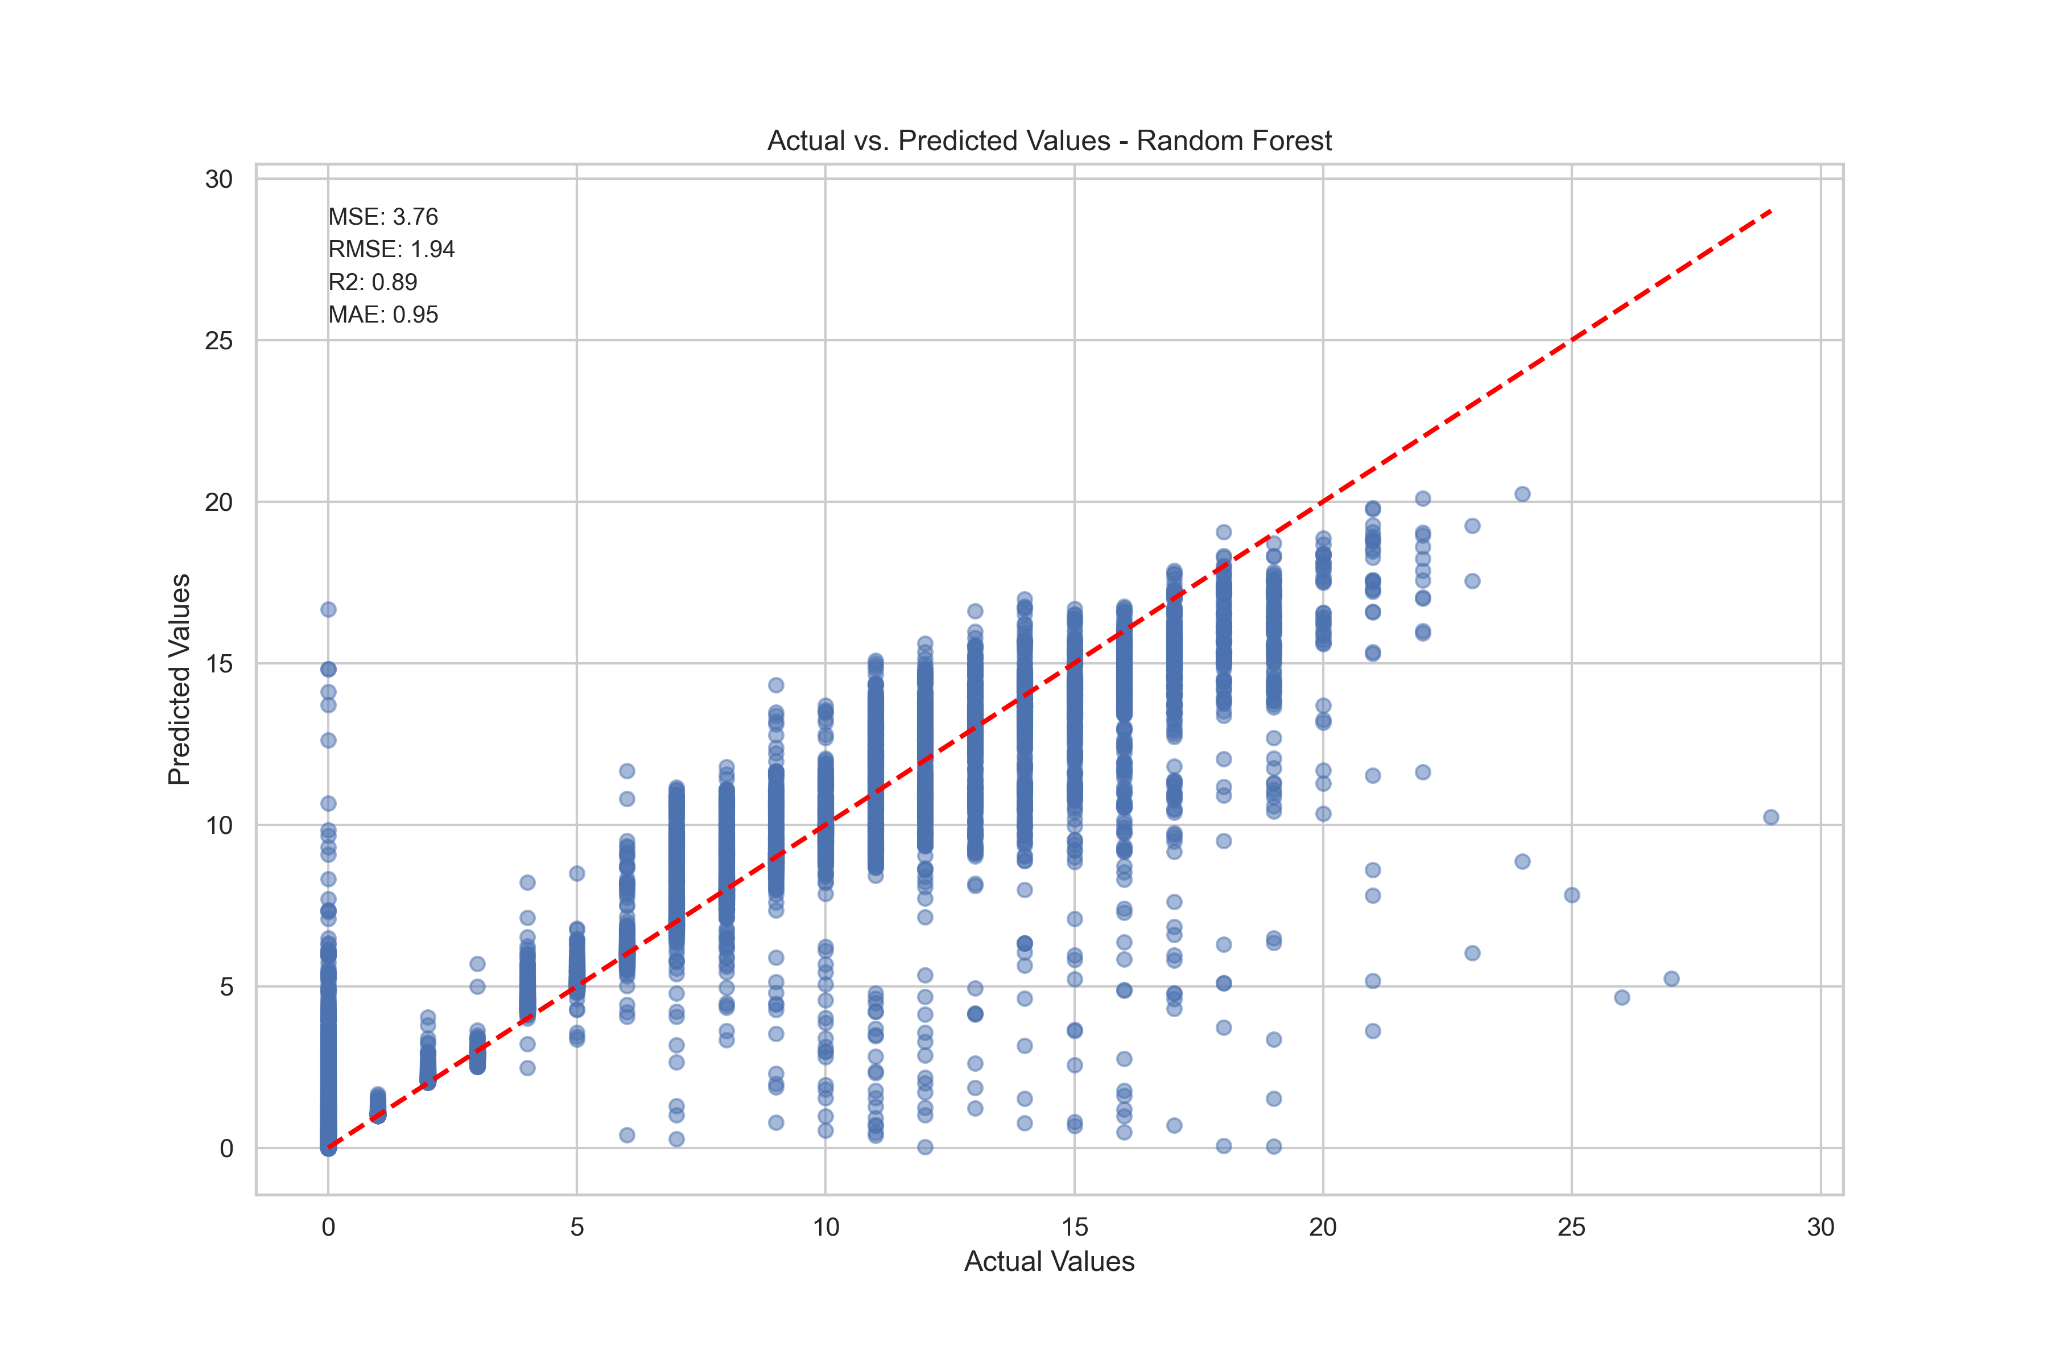 Actual vs. Predicted Values - Random Forest
30
MSE: 3.76
RMSE: 1.94
R2: 0.89
MAE: 0.95
25
20
15
10
5
0
Predicted Values
0 5 10 15 20 25 30
Actual Values